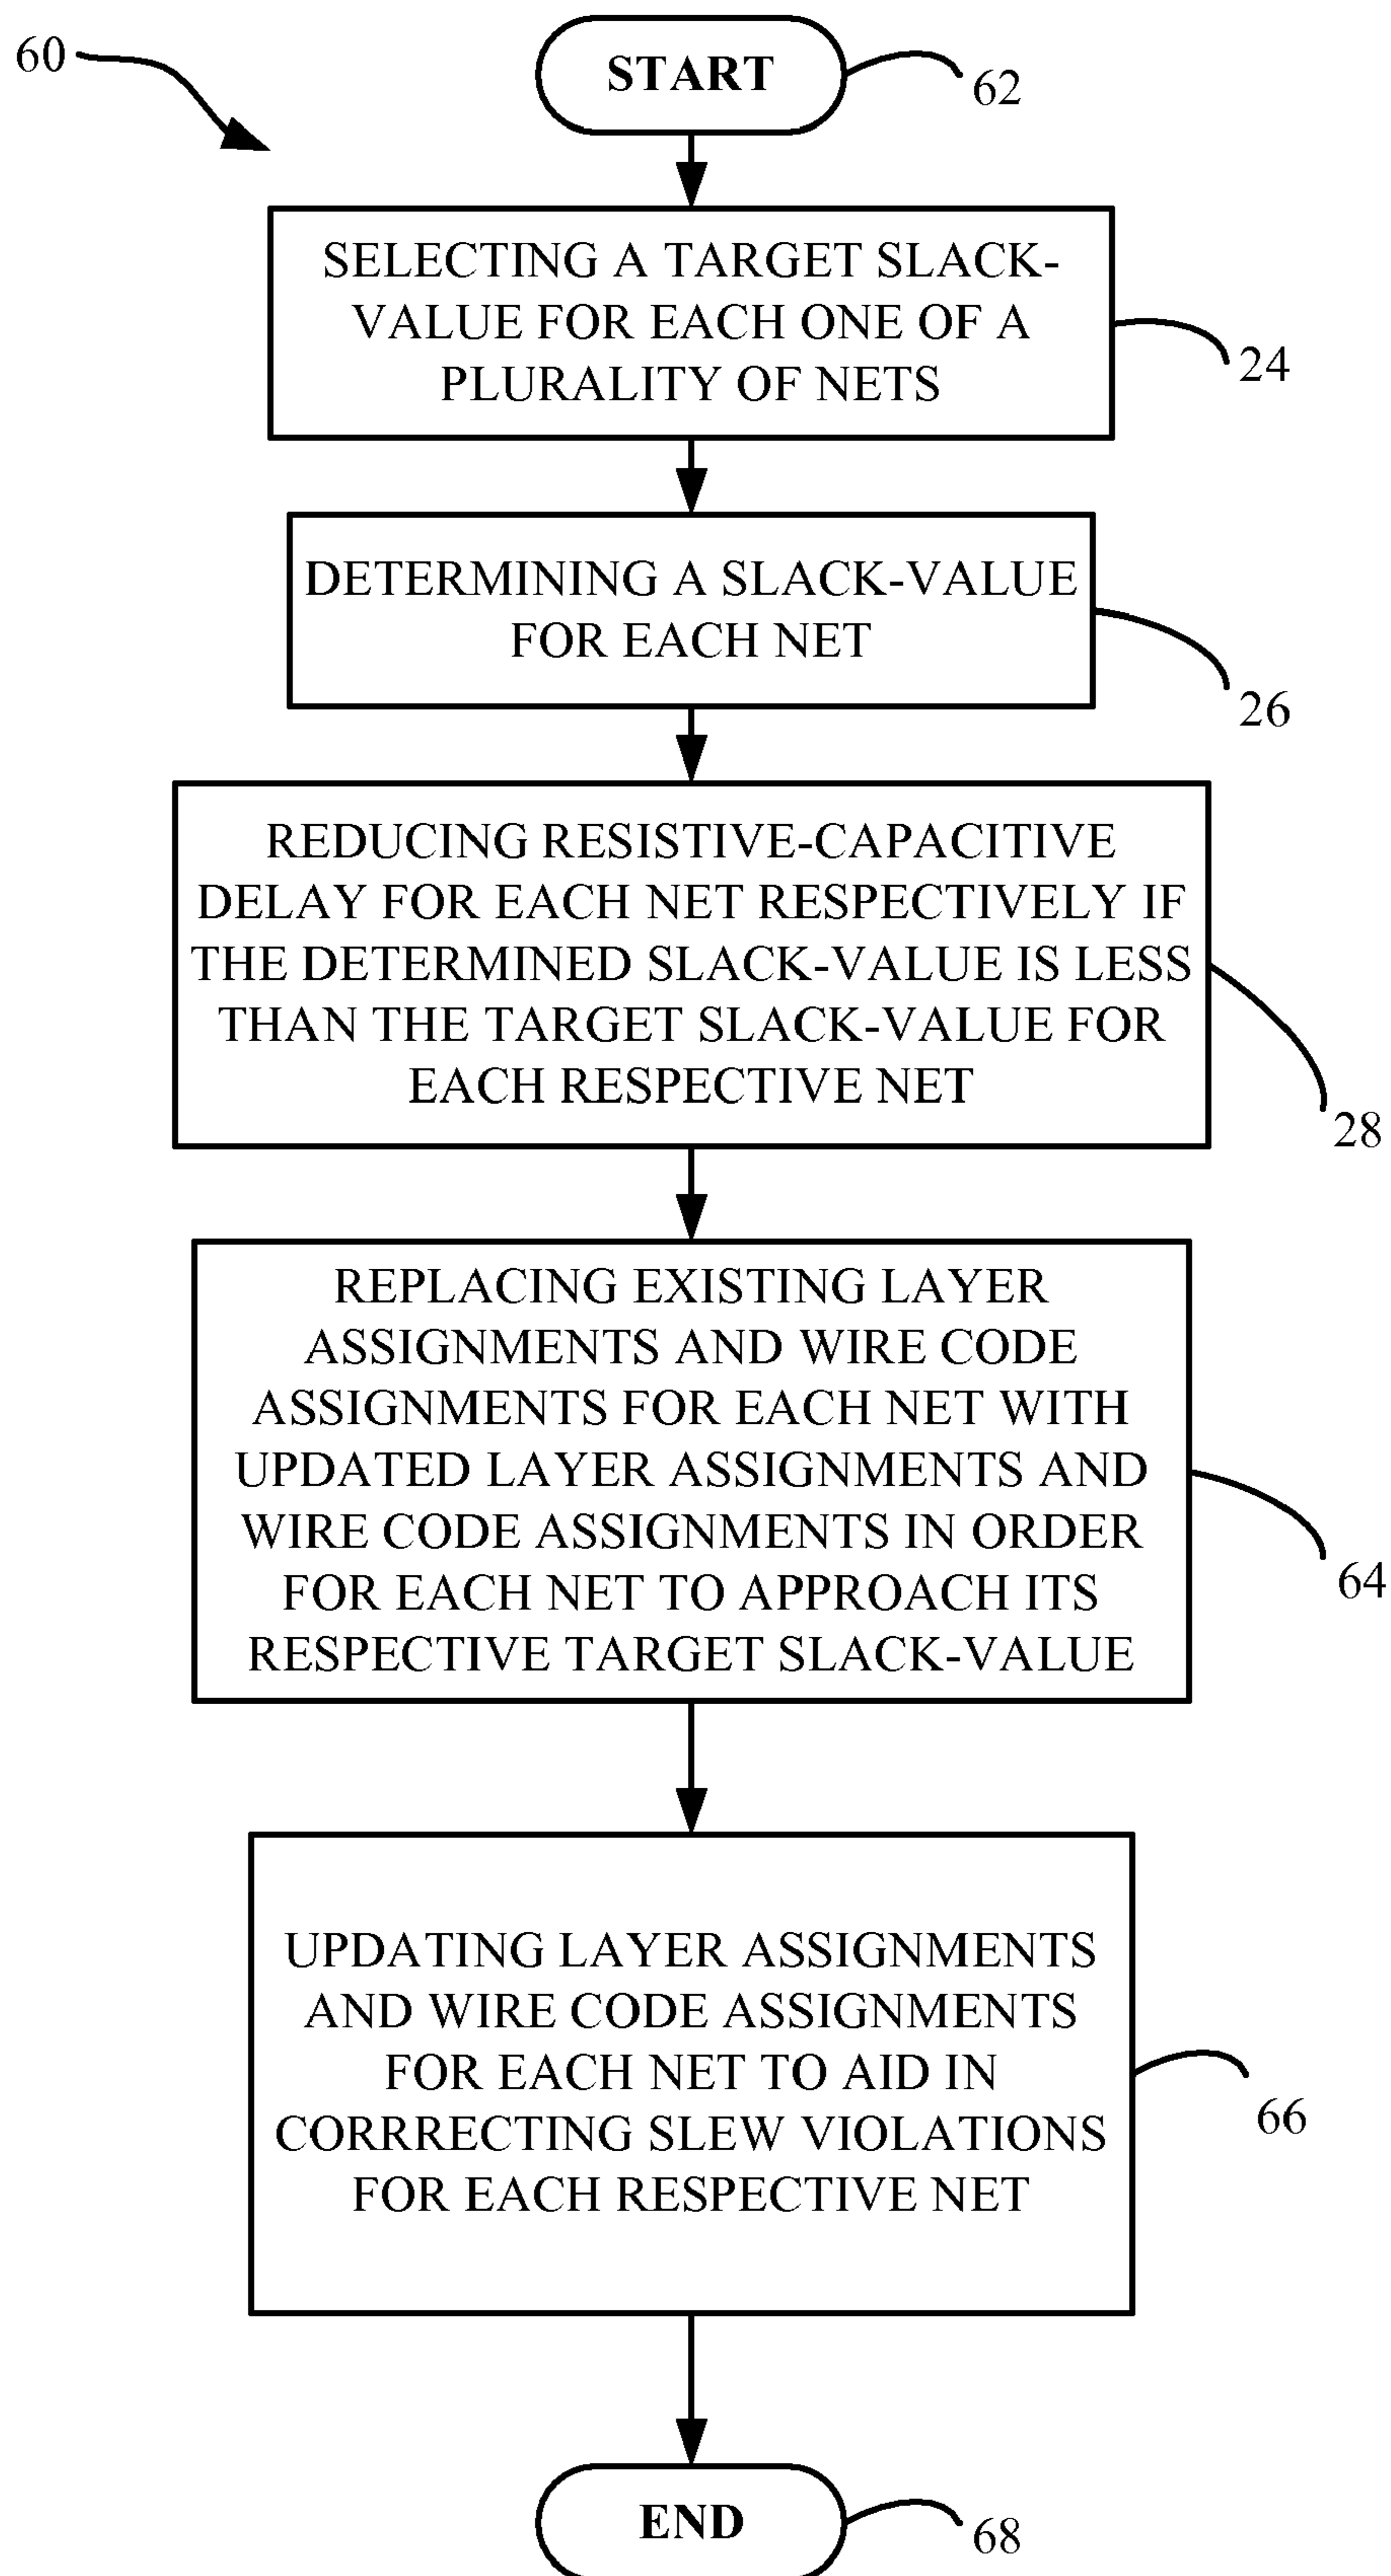 60
START
62
SELECTING A TARGET SLACK-
VALUE FOR EACH ONE OF A
PLURALITY OF NETS
24
DETERMINING A SLACK-VALUE
FOR EACH NET
26
REDUCING RESISTIVE-CAPACITIVE
DELAY FOR EACH NET RESPECTIVELY IF
THE DETERMINED SLACK-VALUE IS LESS
THAN THE TARGET SLACK-VALUE FOR
EACH RESPECTIVE NET
28
REPLACING EXISTING LAYER
ASSIGNMENTS AND WIRE CODE
ASSIGNMENTS FOR EACH NET WITH
UPDATED LAYER ASSIGNMENTS AND
WIRE CODE ASSIGNMENTS IN ORDER
FOR EACH NET TO APPROACH ITS
RESPECTIVE TARGET SLACK-VALUE
64
UPDATING LAYER ASSIGNMENTS
AND WIRE CODE ASSIGNMENTS
FOR EACH NET TO AID IN
CORRRECTING SLEW VIOLATIONS
FOR EACH RESPECTIVE NET
66
END
68